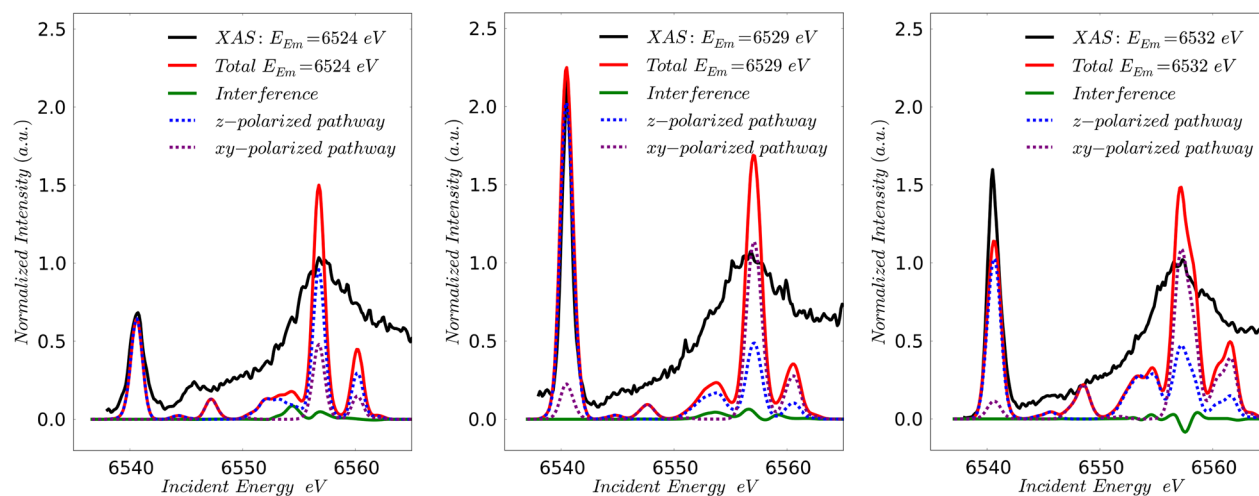 2.5
2.0
1.5
1.0
0.5
0.0
Normalized Intensity (a.u.)
XAS: E_Em=6524 eV
Total E_Em=6524 eV
Interference
z−polarized pathway
xy−polarized pathway
6540 6550 6560
Incident Energy eV
2.5
2.0
1.5
1.0
0.5
0.0
Normalized Intensity (a.u.)
XAS: E_Em=6529 eV
Total E_Em=6529 eV
Interference
z−polarized pathway
xy−polarized pathway
6540 6550 6560
Incident Energy eV
2.5
2.0
1.5
1.0
0.5
0.0
Normalized Intensity (a.u.)
XAS: E_Em=6532 eV
Total E_Em=6532 eV
Interference
z−polarized pathway
xy−polarized pathway
6540 6550 6560
Incident Energy eV